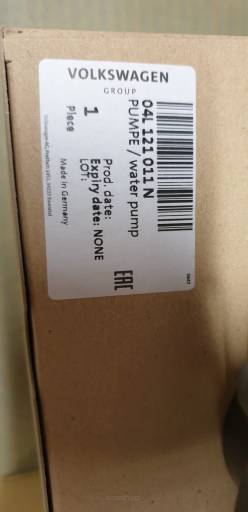 VOLKSWAGEN
GROUP
04L 121 011 N
PUMPE / water pump
Prod. date:
Expiry date: NONE
LOT:
1
Piece
Made in Germany
EAC